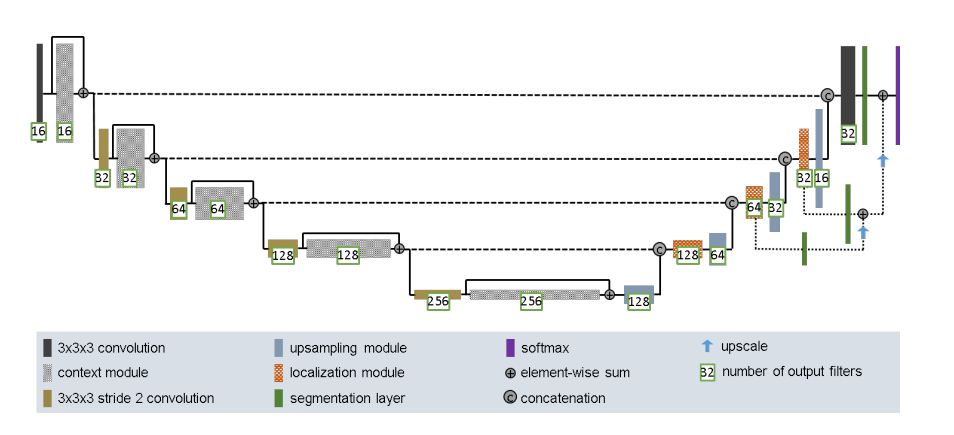 16 16 32
32 32 32 16
64 64 64 32
128 128 128 64
256 256 128
C
C
C
C
3x3x3 convolution upsampling module softmax upscale
context module localization module element-wise sum 32 number of output filters
3x3x3 stride 2 convolution segmentation layer C concatenation